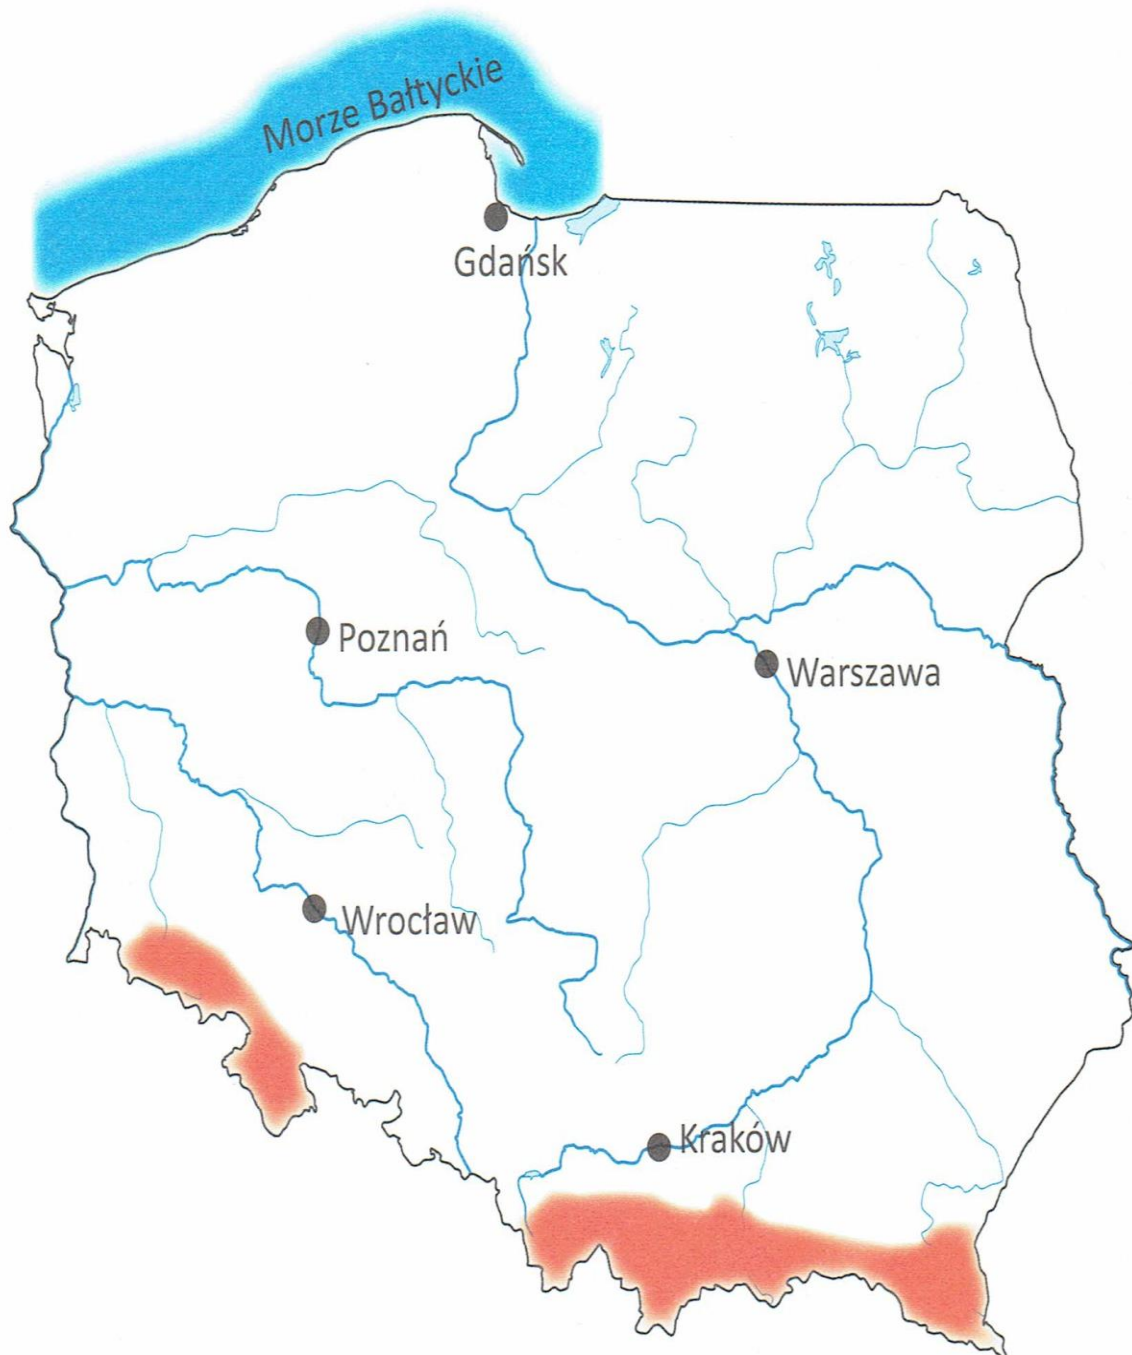 Morze Bałtyckie
Gdańsk
Poznań
Warszawa
Wrocław
Kraków